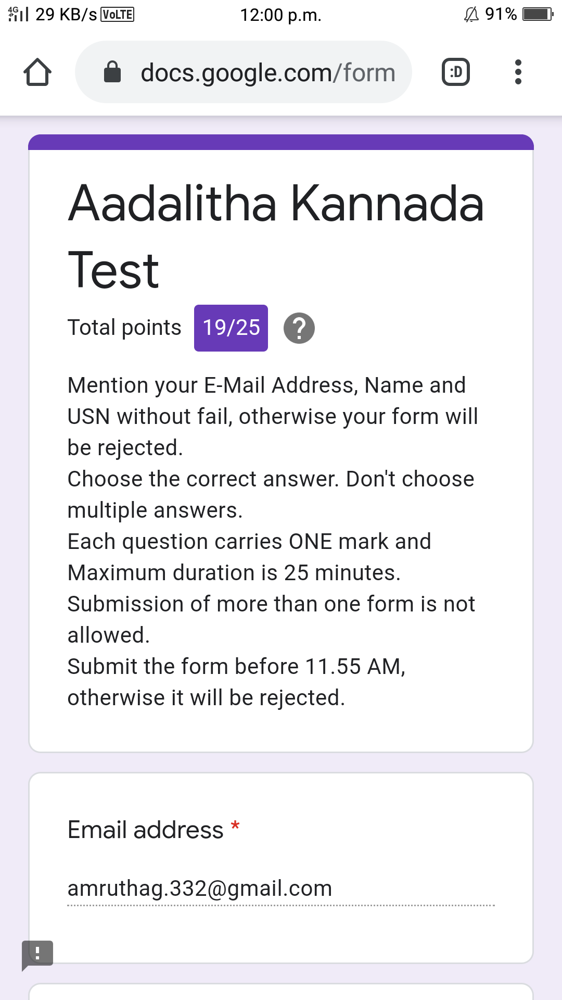 4G 29 KB/s VoLTE 12:00 p.m. 91%
docs.google.com/form :D
Aadalitha Kannada
Test
Total points 19/25 ?
Mention your E-Mail Address, Name and
USN without fail, otherwise your form will
be rejected.
Choose the correct answer. Don't choose
multiple answers.
Each question carries ONE mark and
Maximum duration is 25 minutes.
Submission of more than one form is not
allowed.
Submit the form before 11.55 AM,
otherwise it will be rejected.
Email address *
amruthag.332@gmail.com
!